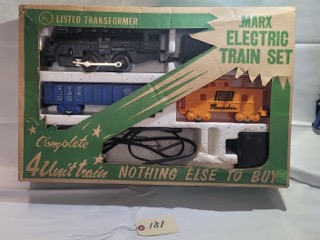 LISTED TRANSFORMER
MARX
ELECTRIC
TRAIN SET
Complete
4 Unit train
NOTHING ELSE TO BUY
181